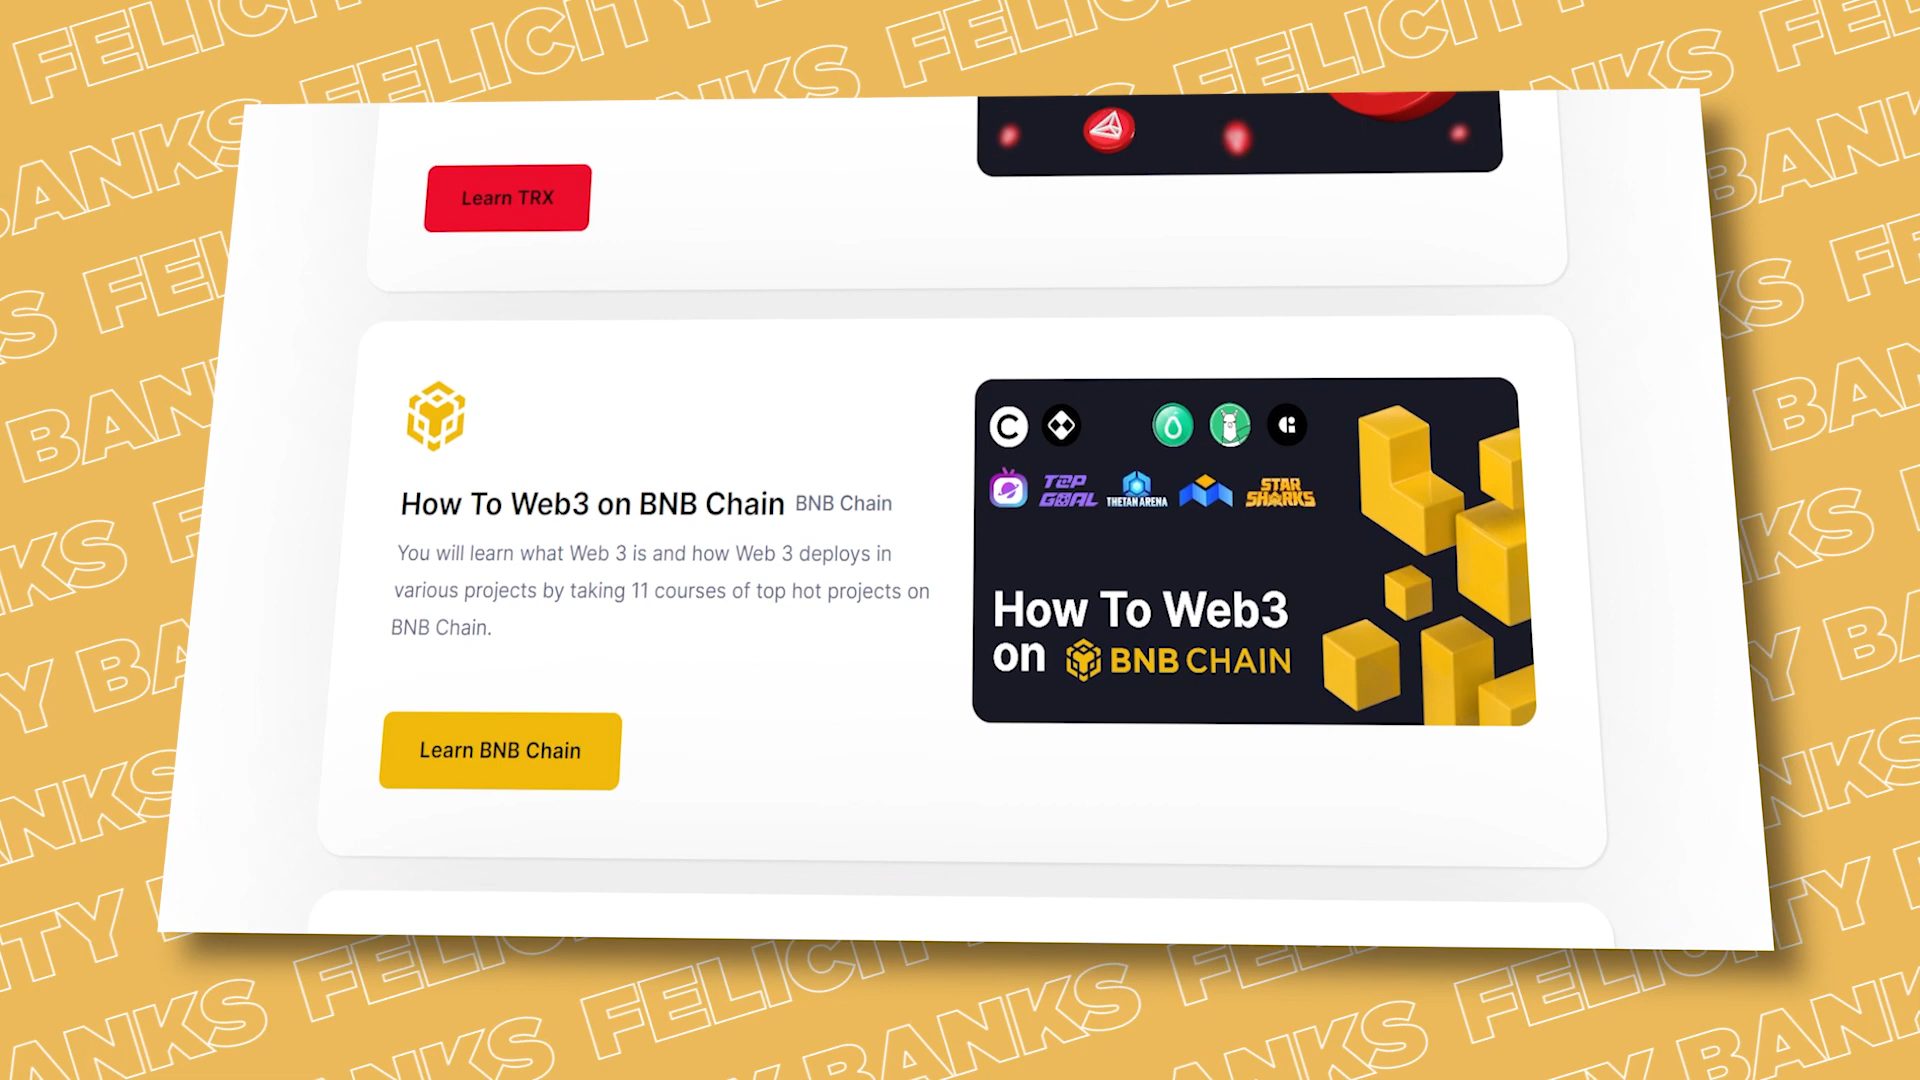 FELICITY BANKS
Learn TRX
How To Web3 on BNB Chain BNB Chain
You will learn what Web 3 is and how Web 3 deploys in
various projects by taking 11 courses of top hot projects on
BNB Chain.
Learn BNB Chain
TOP
GOAL
THETAN ARENA
STAR
SHARKS
How To Web3
on BNB CHAIN